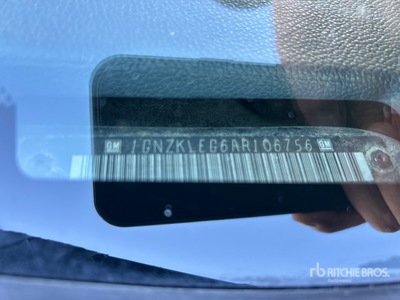 GM 1GNZKLEG6AR106756 GM
rb RITCHIE BROS.